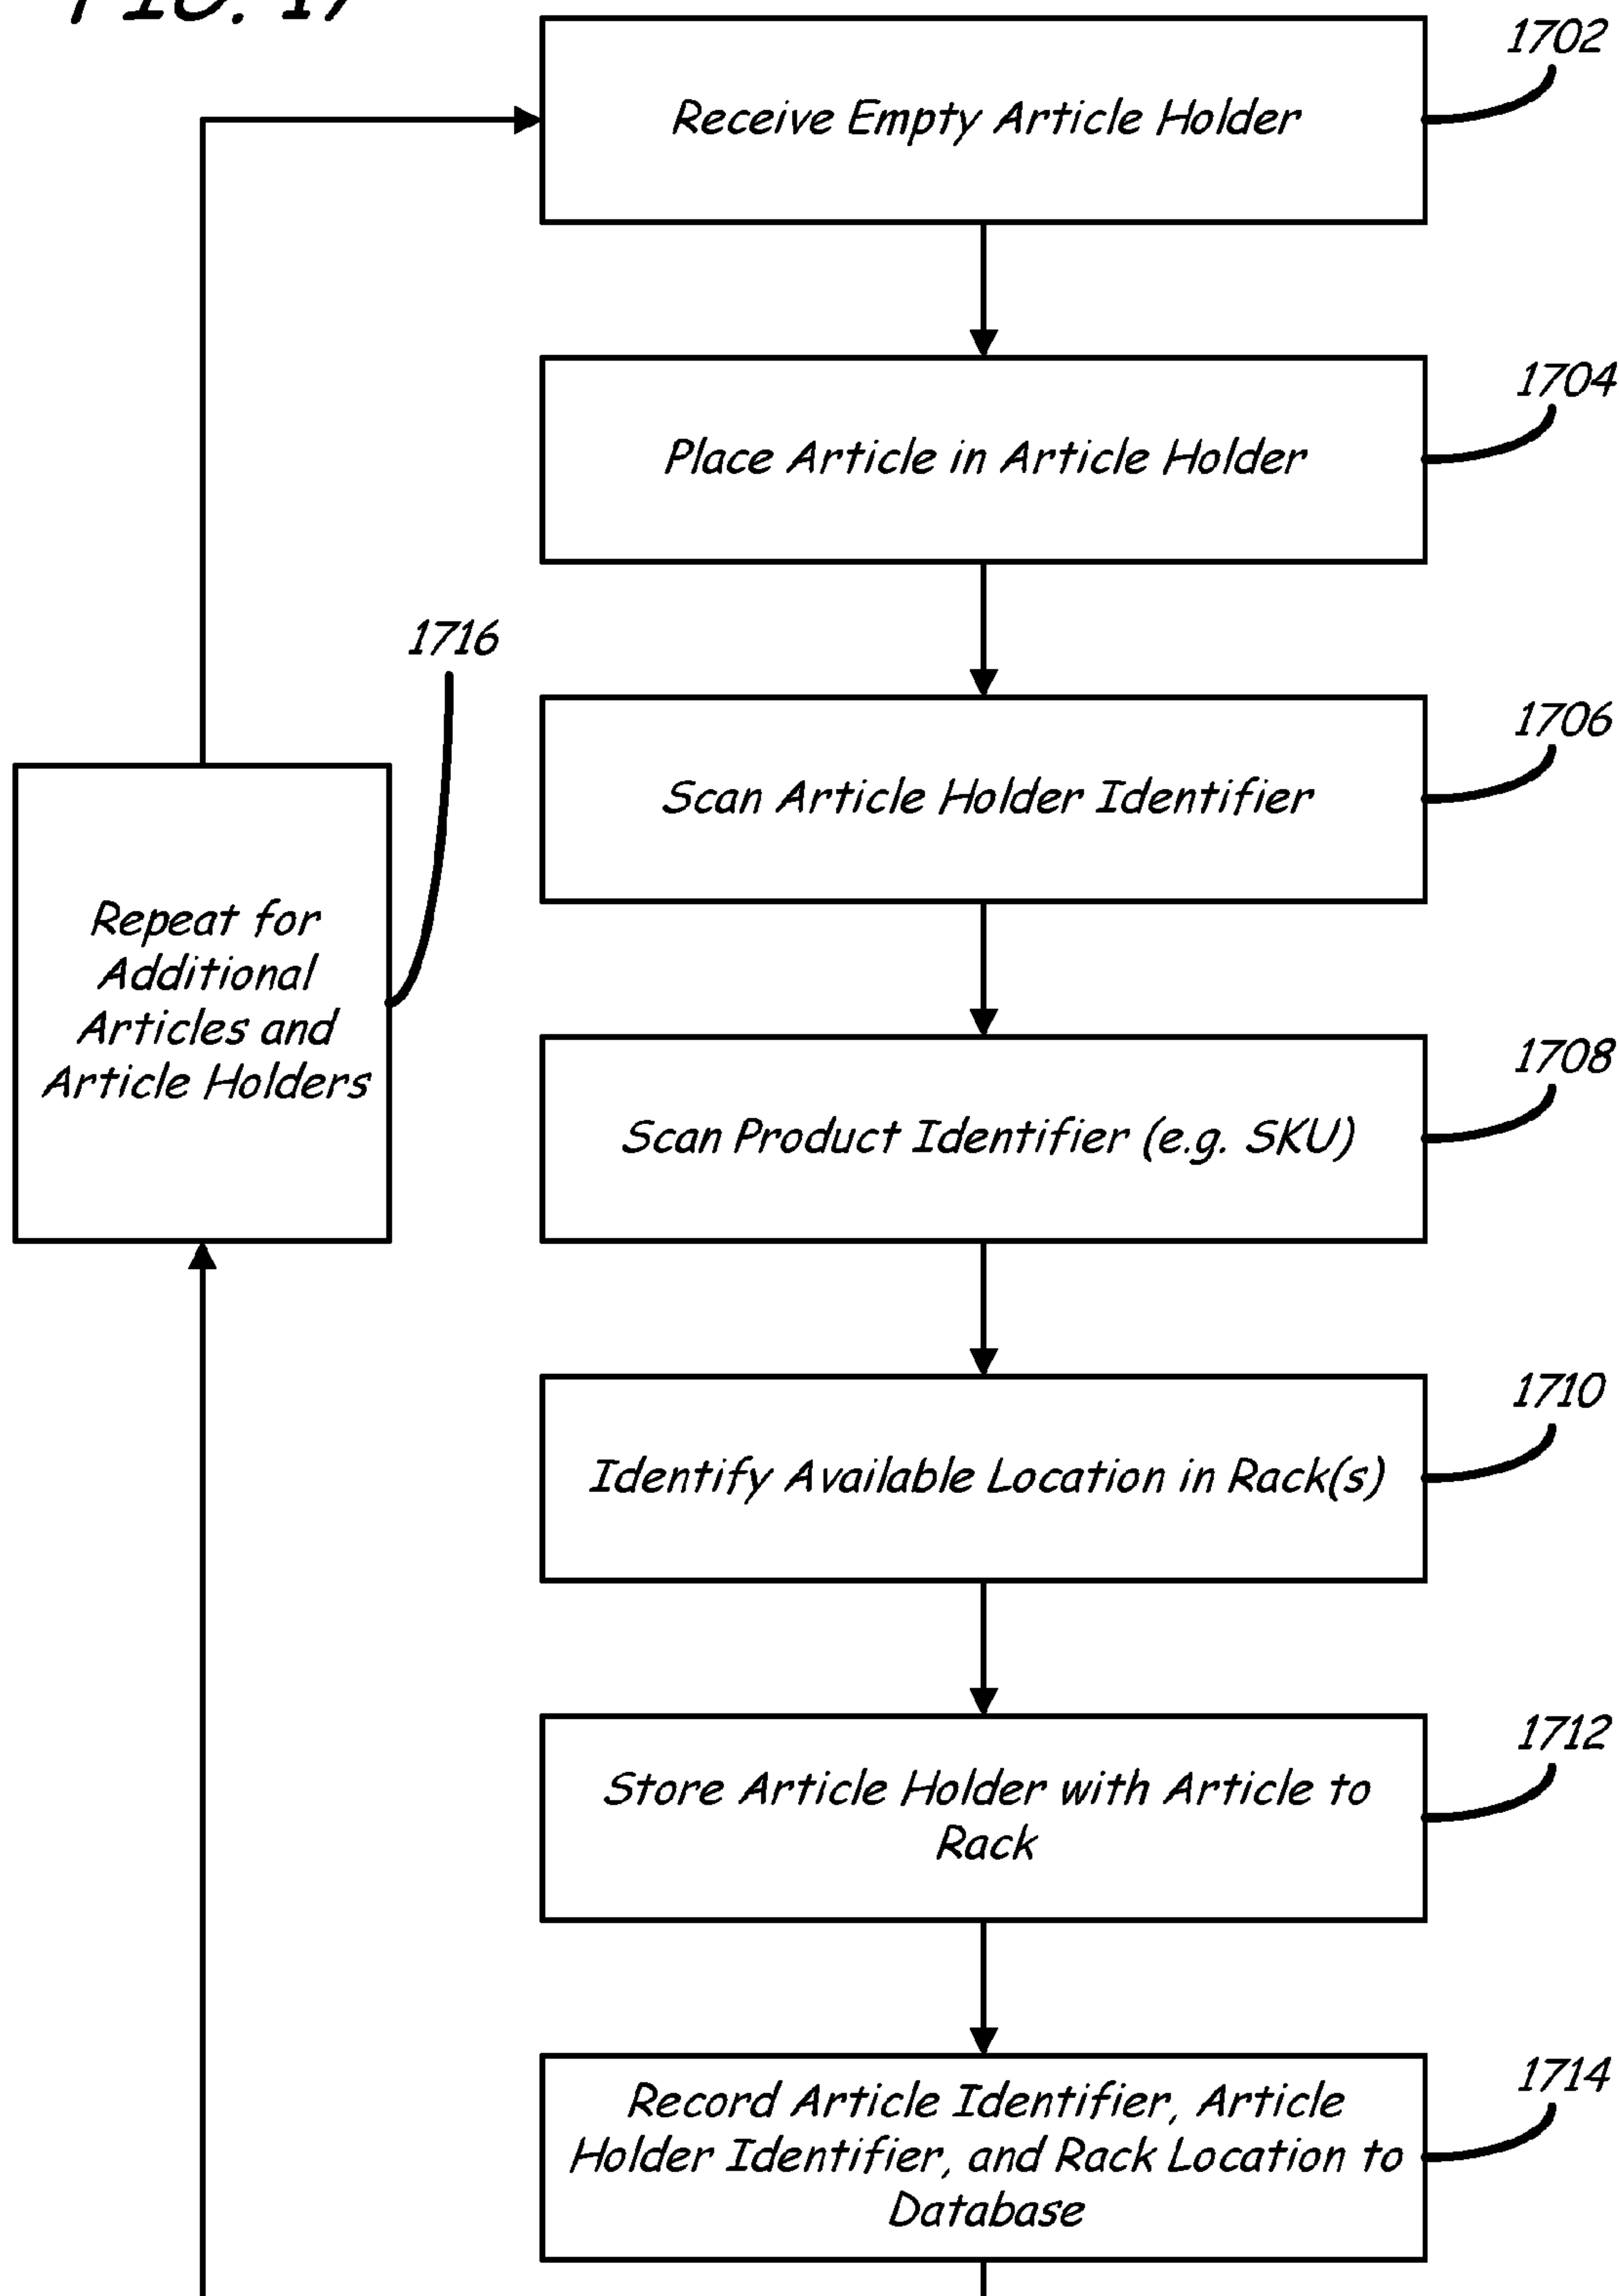 FIG. 17
1702
Receive Empty Article Holder
1704
Place Article in Article Holder
1716
1706
Scan Article Holder Identifier
Repeat for
Additional
Articles and
Article Holders
1708
Scan Product Identifier (e.g. SKU)
1710
Identify Available Location in Rack(s)
1712
Store Article Holder with Article to
Rack
1714
Record Article Identifier, Article
Holder Identifier, and Rack Location to
Database